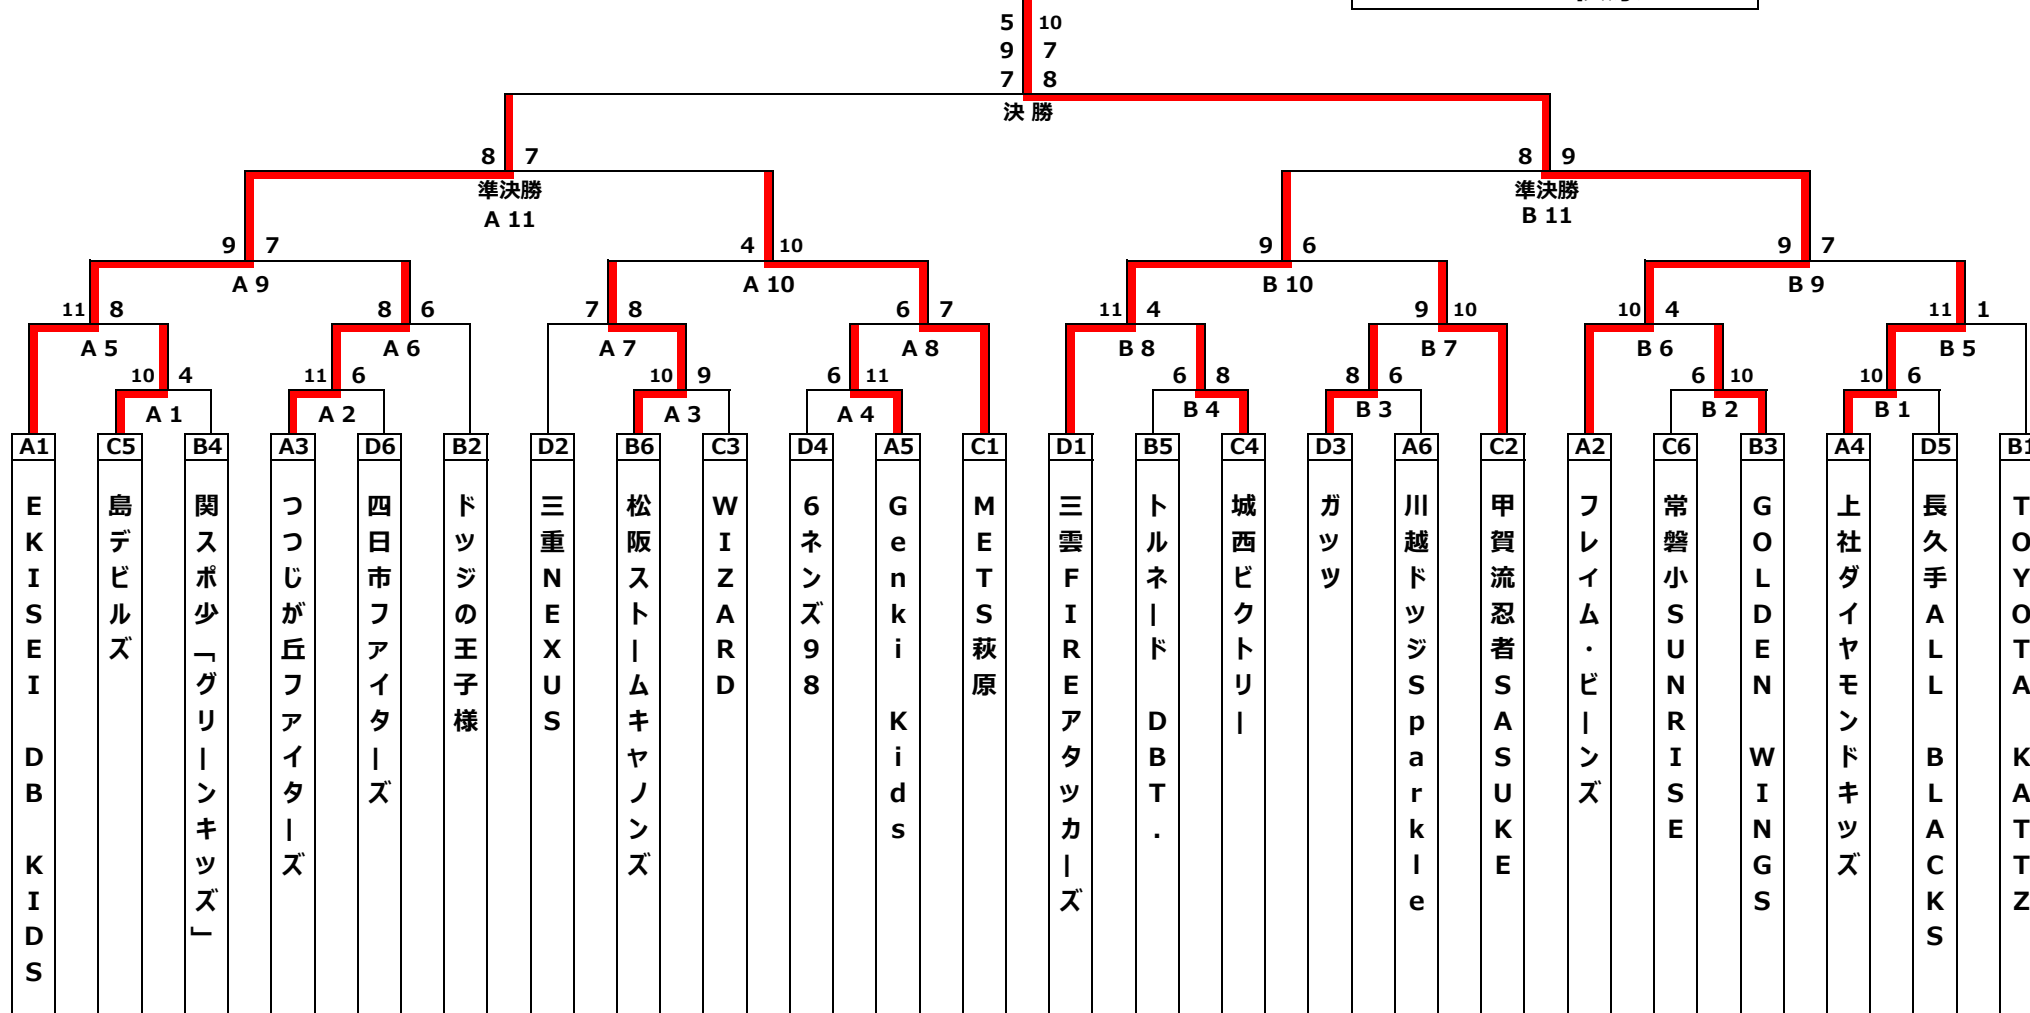 5 10
9 7
7 8
決 勝
8 7
8 9
準決勝
準決勝
A 11
B 11
9 7
4 10
9 6
9 7
A 9
A 10
B 10
B 9
11 8
8 6
7 8
6 7
11 4
9 10
10 4
11 1
A 5
A 6
A 7
A 8
B 8
B 7
B 6
B 5
10 4
11 6
10 9
6 11
6 8
8 6
6 10
10 6
A 1
A 2
A 3
A 4
B 4
B 3
B 2
B 1
A1
C5
B4
A3
D6
B2
D2
B6
C3
D4
A5
C1
D1
B5
C4
D3
A6
C2
A2
C6
B3
A4
D5
B1
EKISEI DB KIDS
島デビルズ
関スポ少「グリーンキッズ」
つつじが丘ファイターズ
四日市ファイターズ
ドッジの王子様
三重NEXUS
松阪ストームキャノンズ
WIZARD
6ネンズ98
Genki Kids
METS萩原
三雲FIREアタッカーズ
トルネード DBT.
城西ビクトリー
ガッツ
川越ドッジSparkle
甲賀流忍者SASUKE
フレイム・ビーンズ
常磐小SUNRISE
GOLDEN WINGS
上社ダイヤモンドキッズ
長久手ALL BLACKS
TOYOTA KATTZ